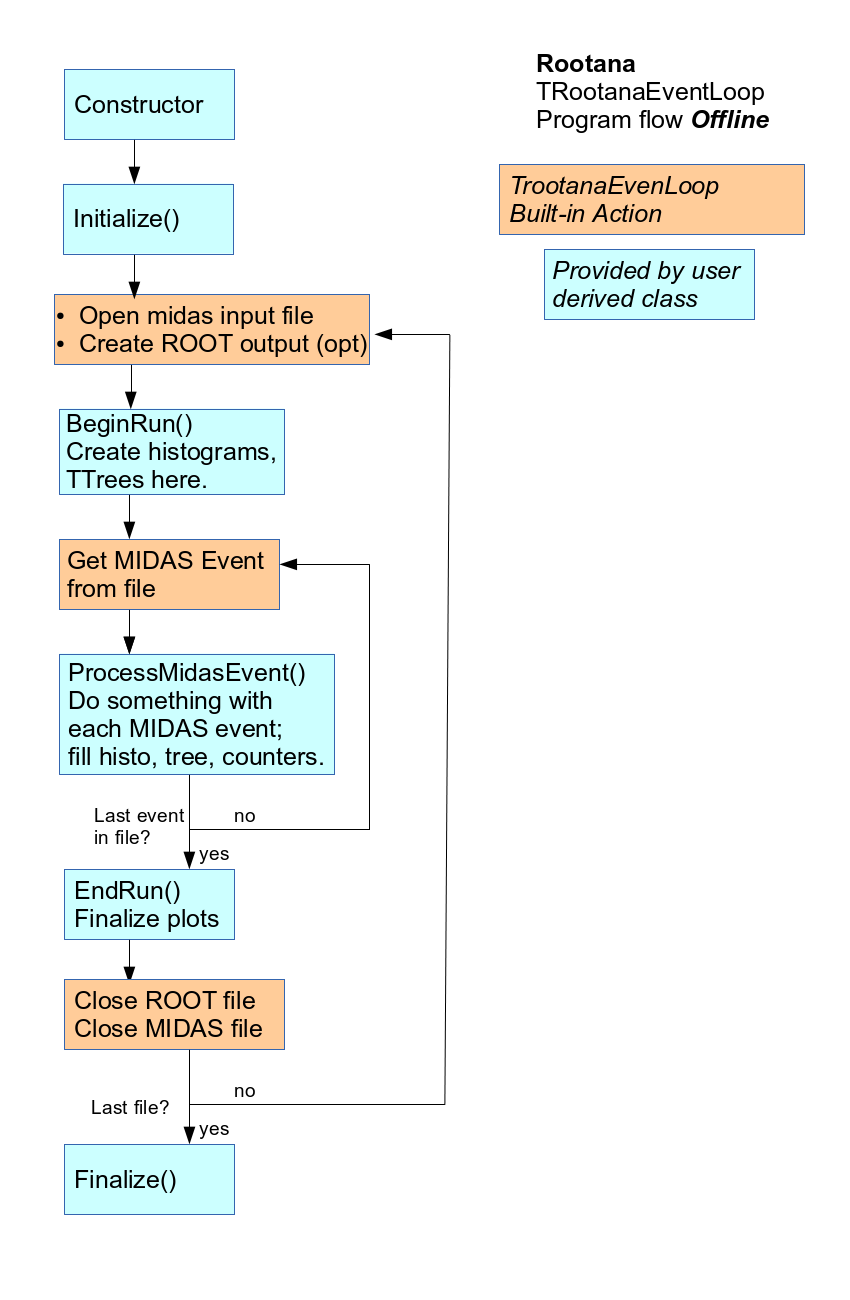 Rootana
TRootanaEventLoop
Program flow Offline
TrootanaEvenLoop
Built-in Action
Provided by user
derived class
Constructor
Initialize()
• Open midas input file
• Create ROOT output (opt)
BeginRun()
Create histograms,
TTrees here.
Get MIDAS Event
from file
ProcessMidasEvent()
Do something with
each MIDAS event;
fill histo, tree, counters.
Last event
in file?
no
yes
EndRun()
Finalize plots
Close ROOT file
Close MIDAS file
Last file?
no
yes
Finalize()